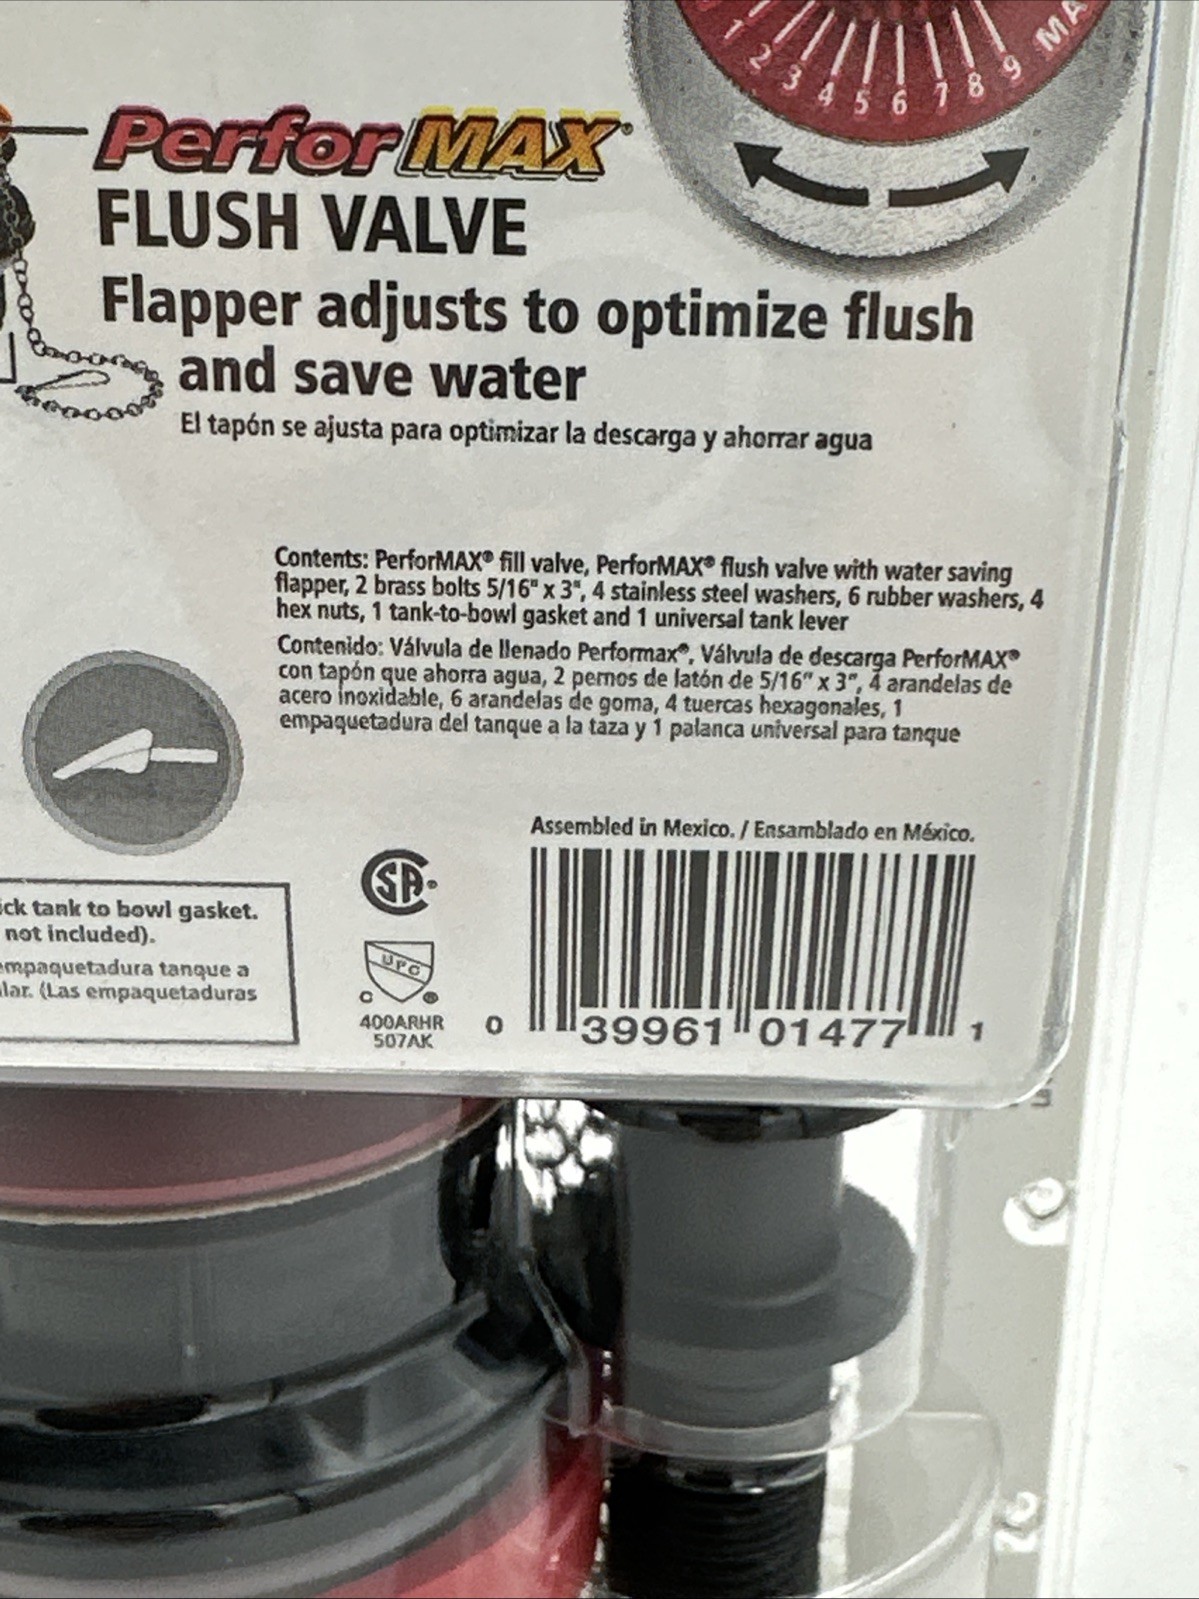 1 2 3 4 5 6 7 8 9 MA
PerforMAX®
FLUSH VALVE
Flapper adjusts to optimize flush
and save water
El tapón se ajusta para optimizar la descarga y ahorrar agua
Contents: PerforMAX® fill valve, PerforMAX® flush valve with water saving
flapper, 2 brass bolts 5/16" x 3", 4 stainless steel washers, 6 rubber washers, 4
hex nuts, 1 tank-to-bowl gasket and 1 universal tank lever
Contenido: Válvula de llenado Performax®, Válvula de descarga PerforMAX®
con tapón que ahorra agua, 2 pernos de latón de 5/16" x 3", 4 arandelas de
acero inoxidable, 6 arandelas de goma, 4 tuercas hexagonales, 1
empaquetadura del tanque a la taza y 1 palanca universal para tanque
Assembled in Mexico. / Ensamblado en México.
ick tank to bowl gasket.
not included).
empaquetadura tanque a
lar. (Las empaquetaduras
SA®
UPC
C ®
400ARHR
507AK
0 39961 01477 1